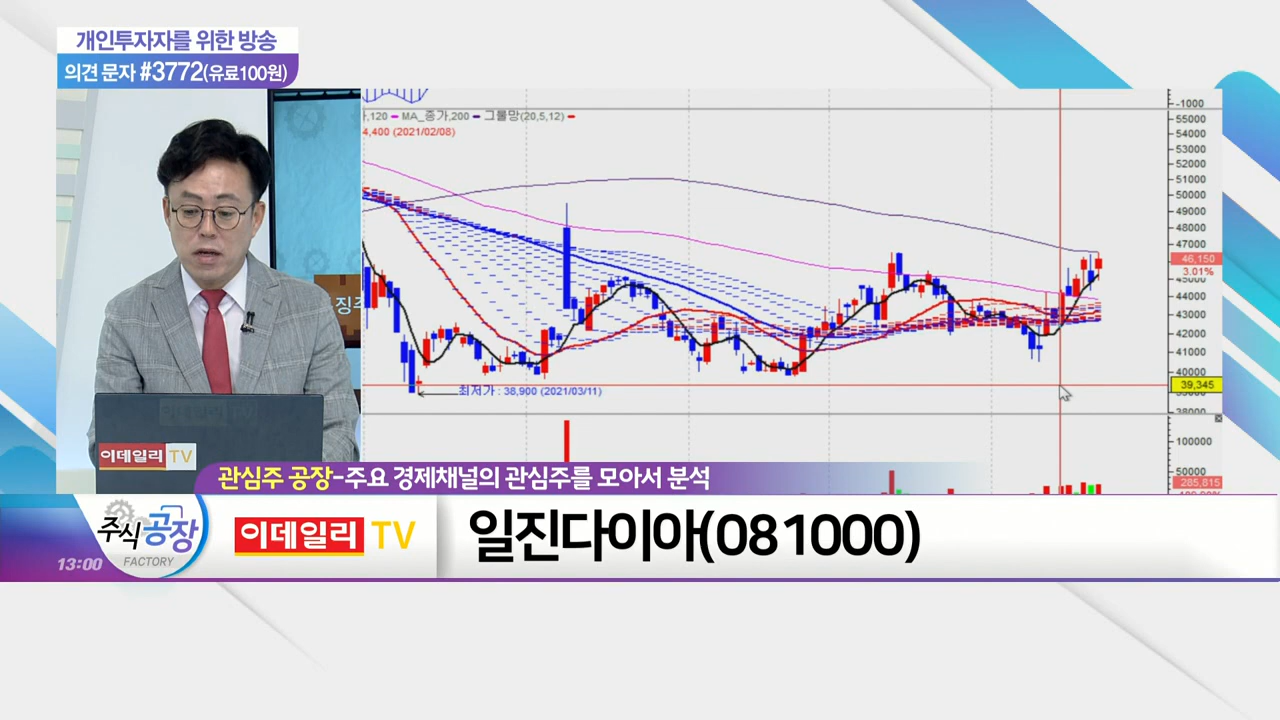 개인투자자를 위한 방송
의견 문자 #3772(유료100원)
,120 MA_종가,200 그물망(20,5,12)
4,400 (2021/02/08)
-1000
55000
54000
53000
52000
51000
50000
49000
48000
47000
46,150
3.01%
44000
43000
42000
41000
40000
39,345
38000
최저가 : 38,900 (2021/03/11)
100000
50000
285,815
징주
이데일리 TV
관심주 공장-주요 경제채널의 관심주를 모아서 분석
주식공장
FACTORY
13:00
이데일리 TV
일진다이아(081000)